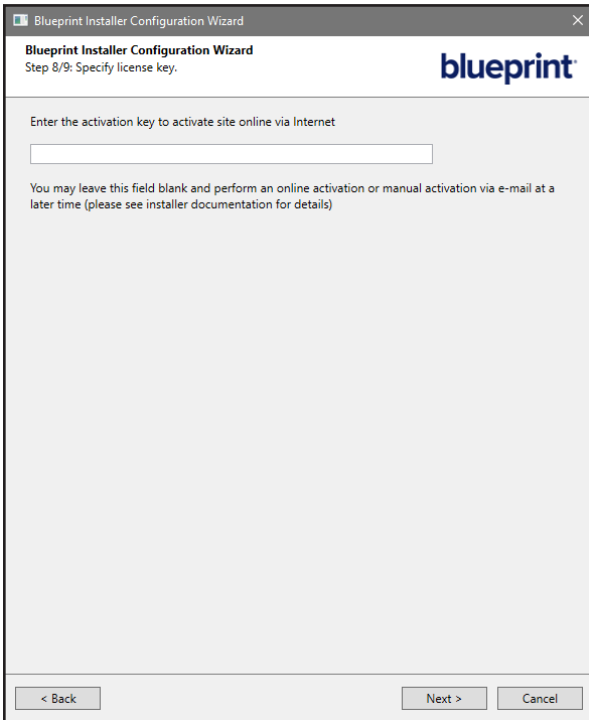 Blueprint Installer Configuration Wizard
Blueprint Installer Configuration Wizard
Step 8/9: Specify license key.
blueprint
Enter the activation key to activate site online via Internet
You may leave this field blank and perform an online activation or manual activation via e-mail at a
later time (please see installer documentation for details)
< Back
Next >
Cancel